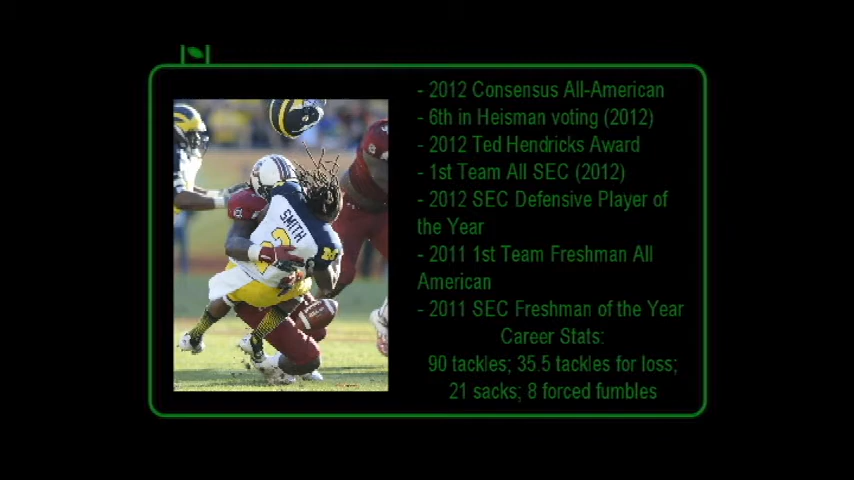 - 2012 Consensus All-American
- 6th in Heisman voting (2012)
- 2012 Ted Hendricks Award
- 1st Team All SEC (2012)
- 2012 SEC Defensive Player of
the Year
- 2011 1st Team Freshman All
American
- 2011 SEC Freshman of the Year
Career Stats:
90 tackles; 35.5 tackles for loss;
21 sacks; 8 forced fumbles
SMITH
2
M